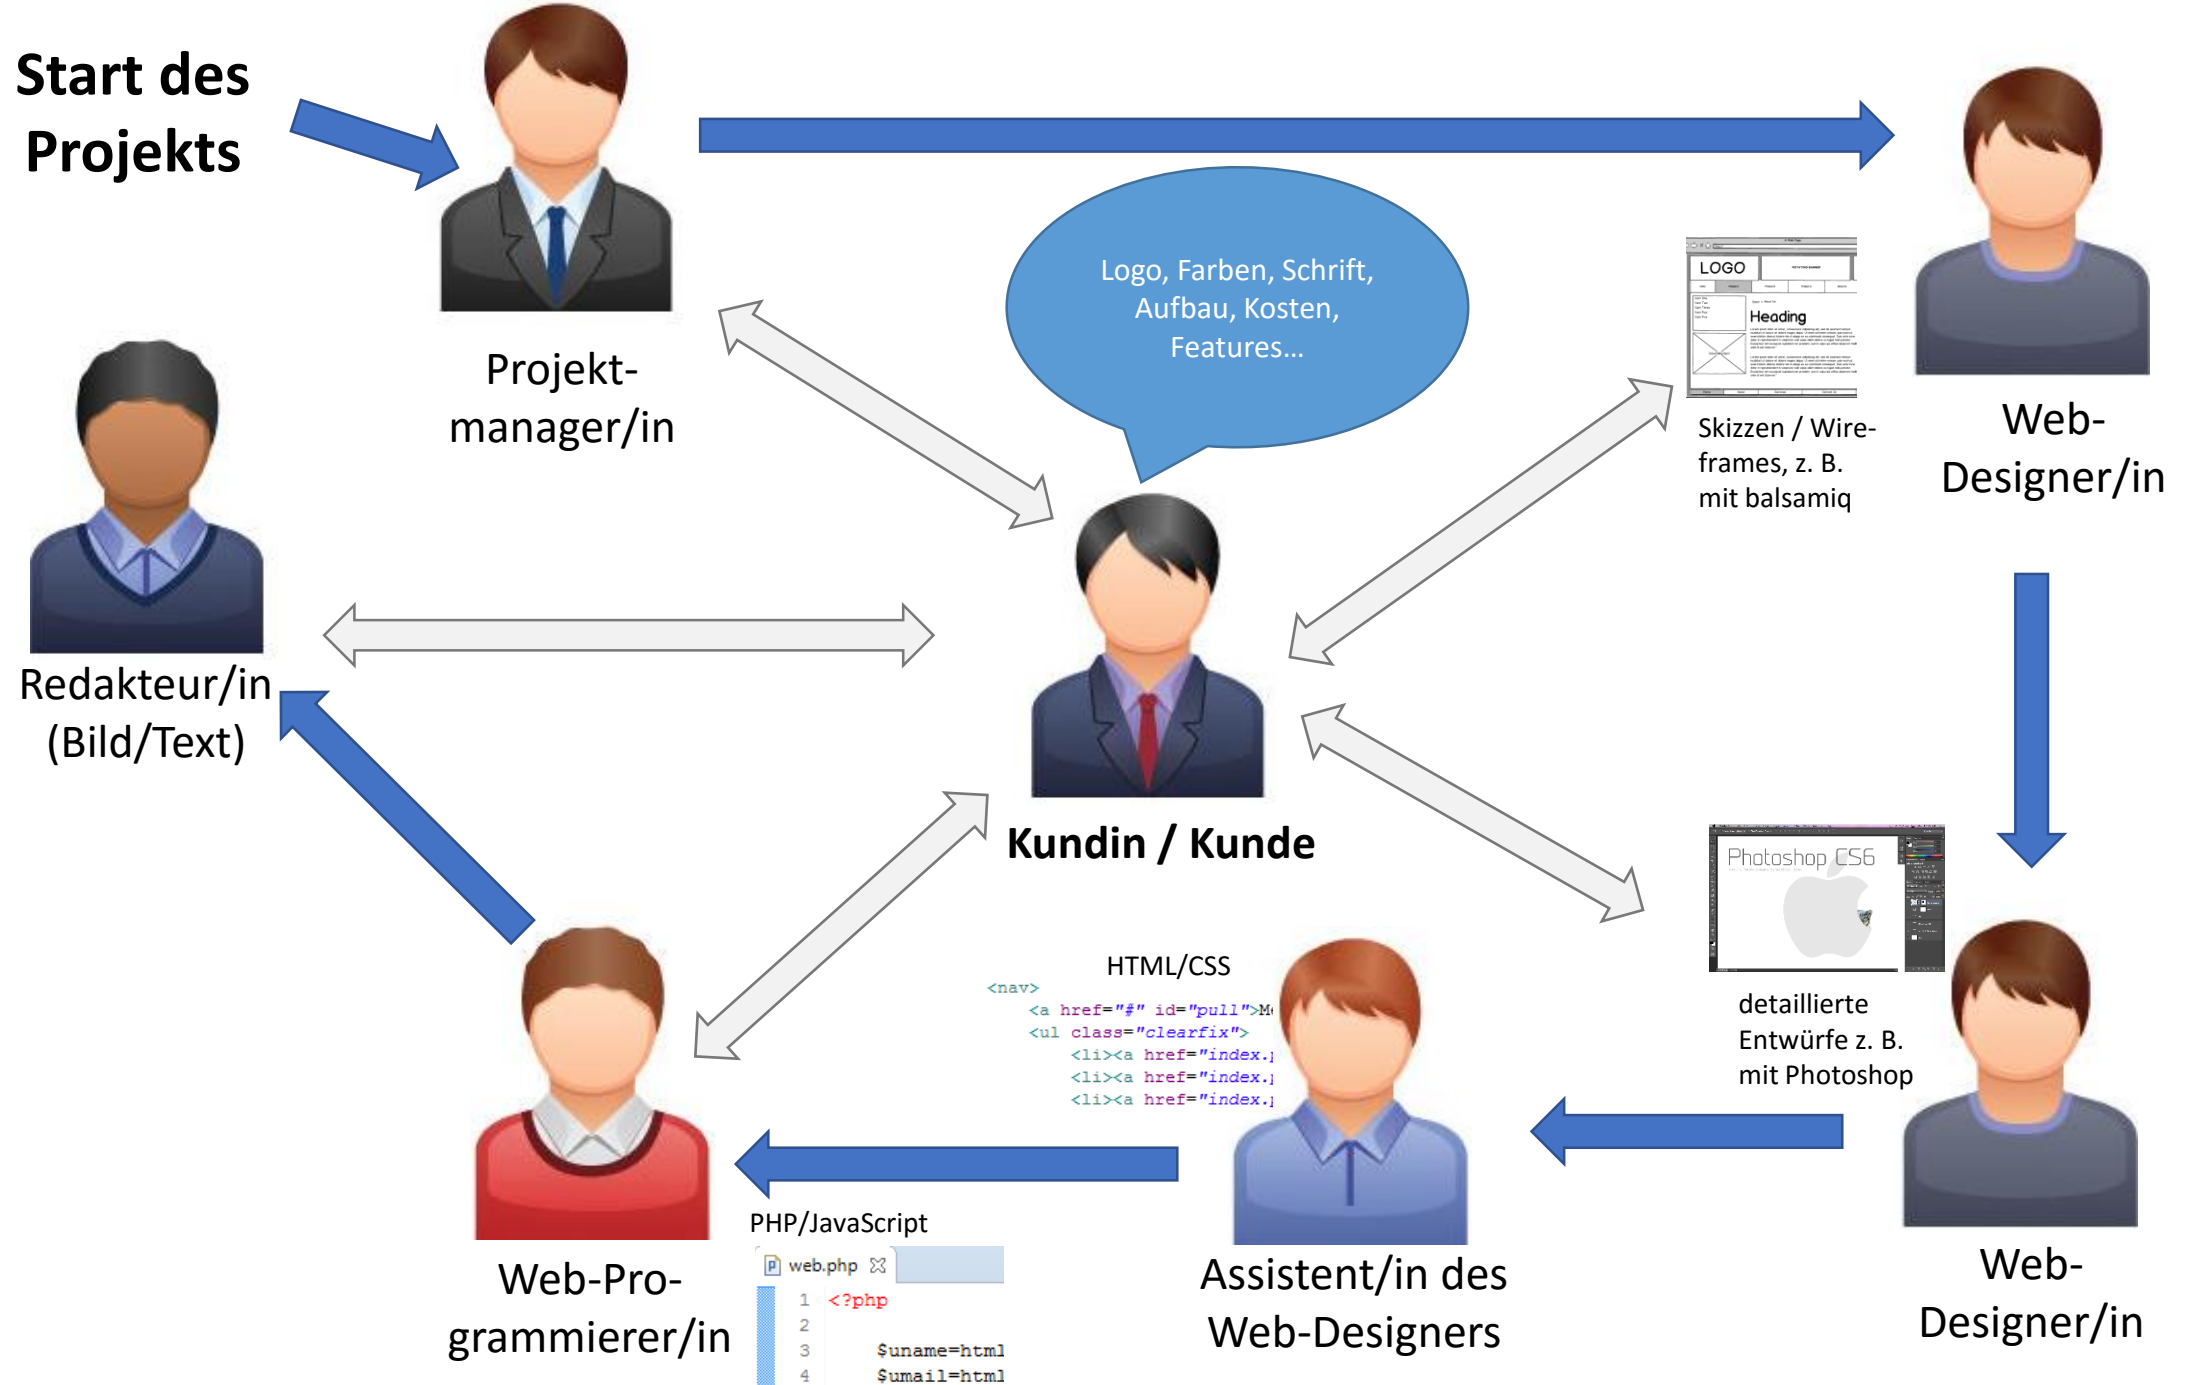 Start des
Projekts
Projekt-
manager/in
Logo, Farben, Schrift,
Aufbau, Kosten,
Features...
LOGO
Heading
Skizzen / Wire-
frames, z. B.
mit balsamiq
Web-
Designer/in
Redakteur/in
(Bild/Text)
Kundin / Kunde
Photoshop CS6
detaillierte
Entwürfe z. B.
mit Photoshop
Web-
Designer/in
HTML/CSS
<nav>
<a href="#" id="pull">M
<ul class="clearfix">
<li><a href="index.
<li><a href="index.
<li><a href="index.
Assistent/in des
Web-Designers
PHP/JavaScript
web.php
1 <?php
2
3 $uname=html
4 $umail=html
Web-Pro-
grammierer/in